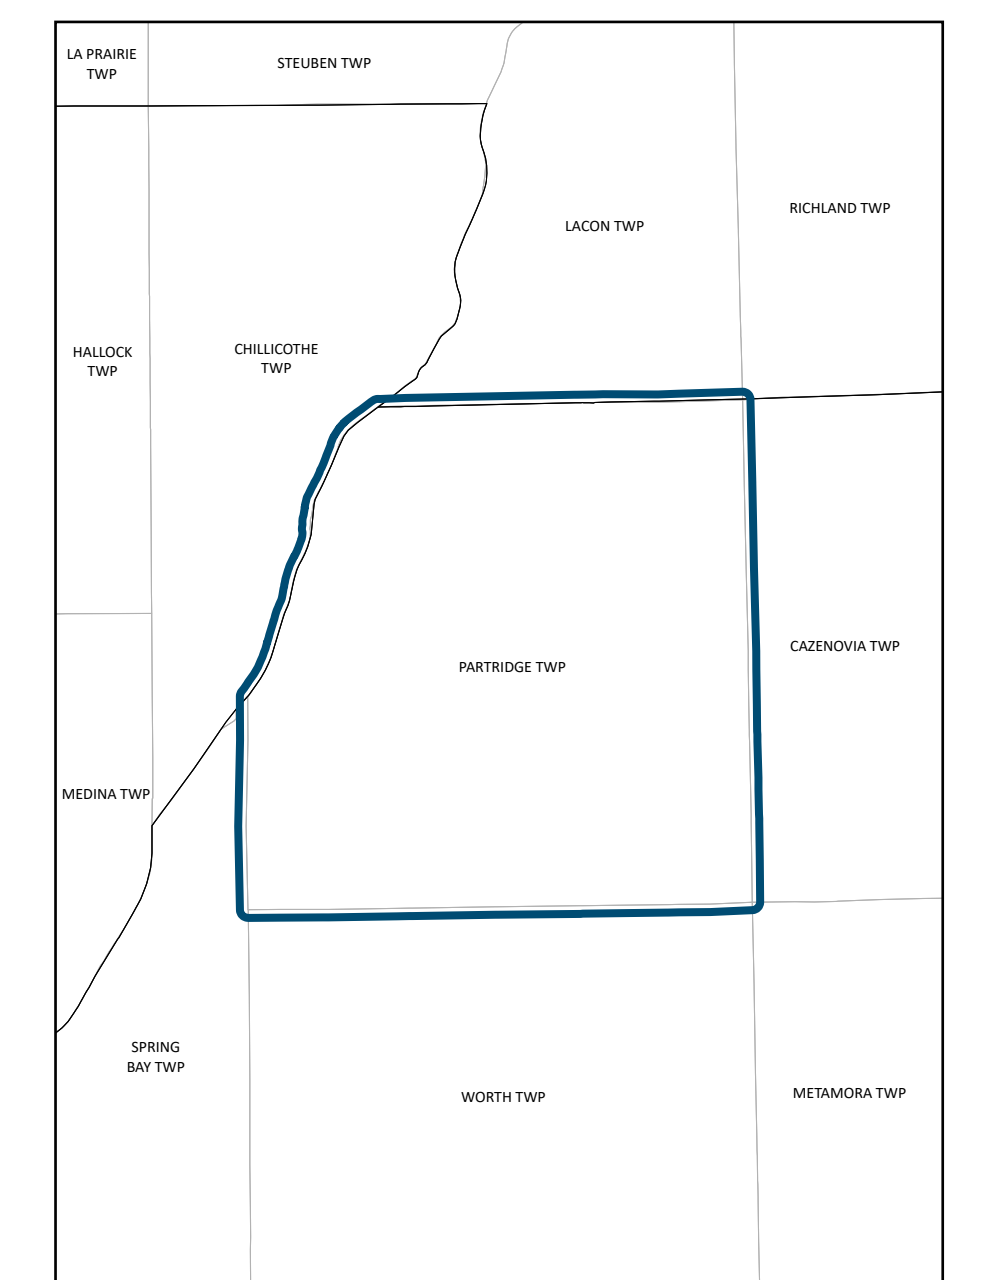 LA PRAIRIE
TWP
STEUBEN TWP
RICHLAND TWP
LACON TWP
HALLOCK
TWP
CHILLICOTHE
TWP
CAZENOVIA TWP
PARTRIDGE TWP
MEDINA TWP
SPRING
BAY TWP
WORTH TWP
METAMORA TWP